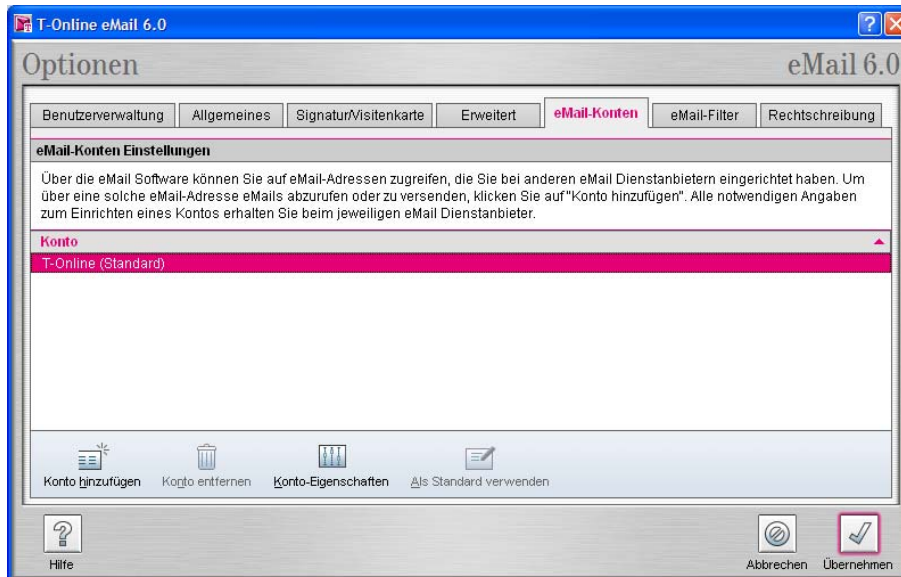 T-Online eMail 6.0
Optionen
eMail 6.0
Benutzerverwaltung
Allgemeines
Signatur/Visitenkarte
Erweitert
eMail-Konten
eMail-Filter
Rechtschreibung
eMail-Konten Einstellungen
Über die eMail Software können Sie auf eMail-Adressen zugreifen, die Sie bei anderen eMail Dienstanbietern eingerichtet haben. Um
über eine solche eMail-Adresse eMails abzurufen oder zu versenden, klicken Sie auf "Konto hinzufügen". Alle notwendigen Angaben
zum Einrichten eines Kontos erhalten Sie beim jeweiligen eMail Dienstanbieter.
Konto
T-Online (Standard)
Konto hinzufügen
Konto entfernen
Konto-Eigenschaften
Als Standard verwenden
Hilfe
Abbrechen
Übernehmen